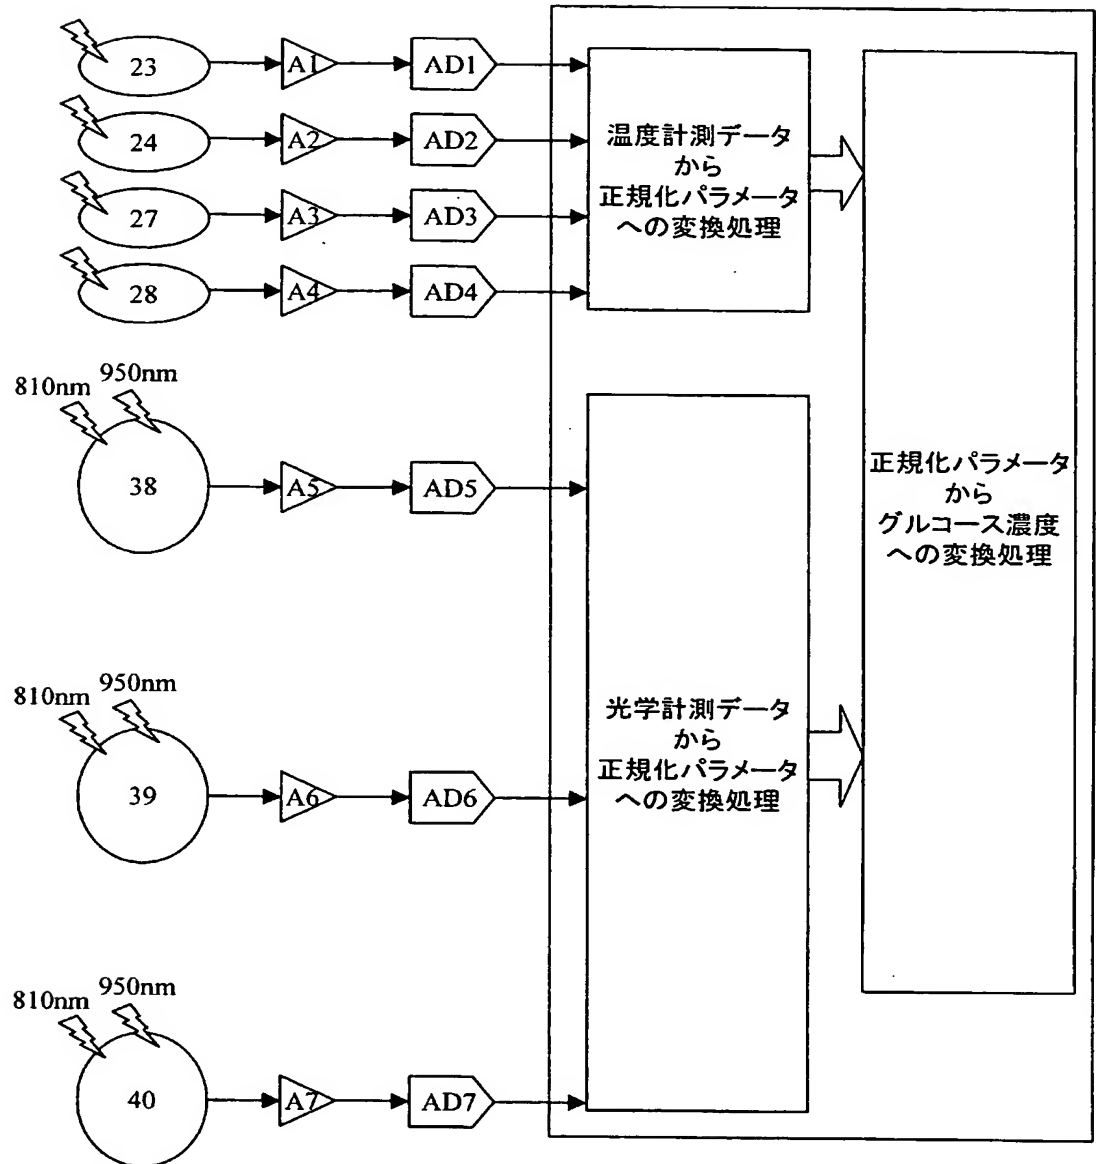 23
A1
AD1
24
A2
AD2
27
A3
AD3
28
A4
AD4
温度計測データ
から
正規化パラメータ
への変換処理
810nm
950nm
38
A5
AD5
810nm
950nm
39
A6
AD6
光学計測データ
から
正規化パラメータ
への変換処理
810nm
950nm
40
A7
AD7
正規化パラメータ
から
グルコース濃度
への変換処理